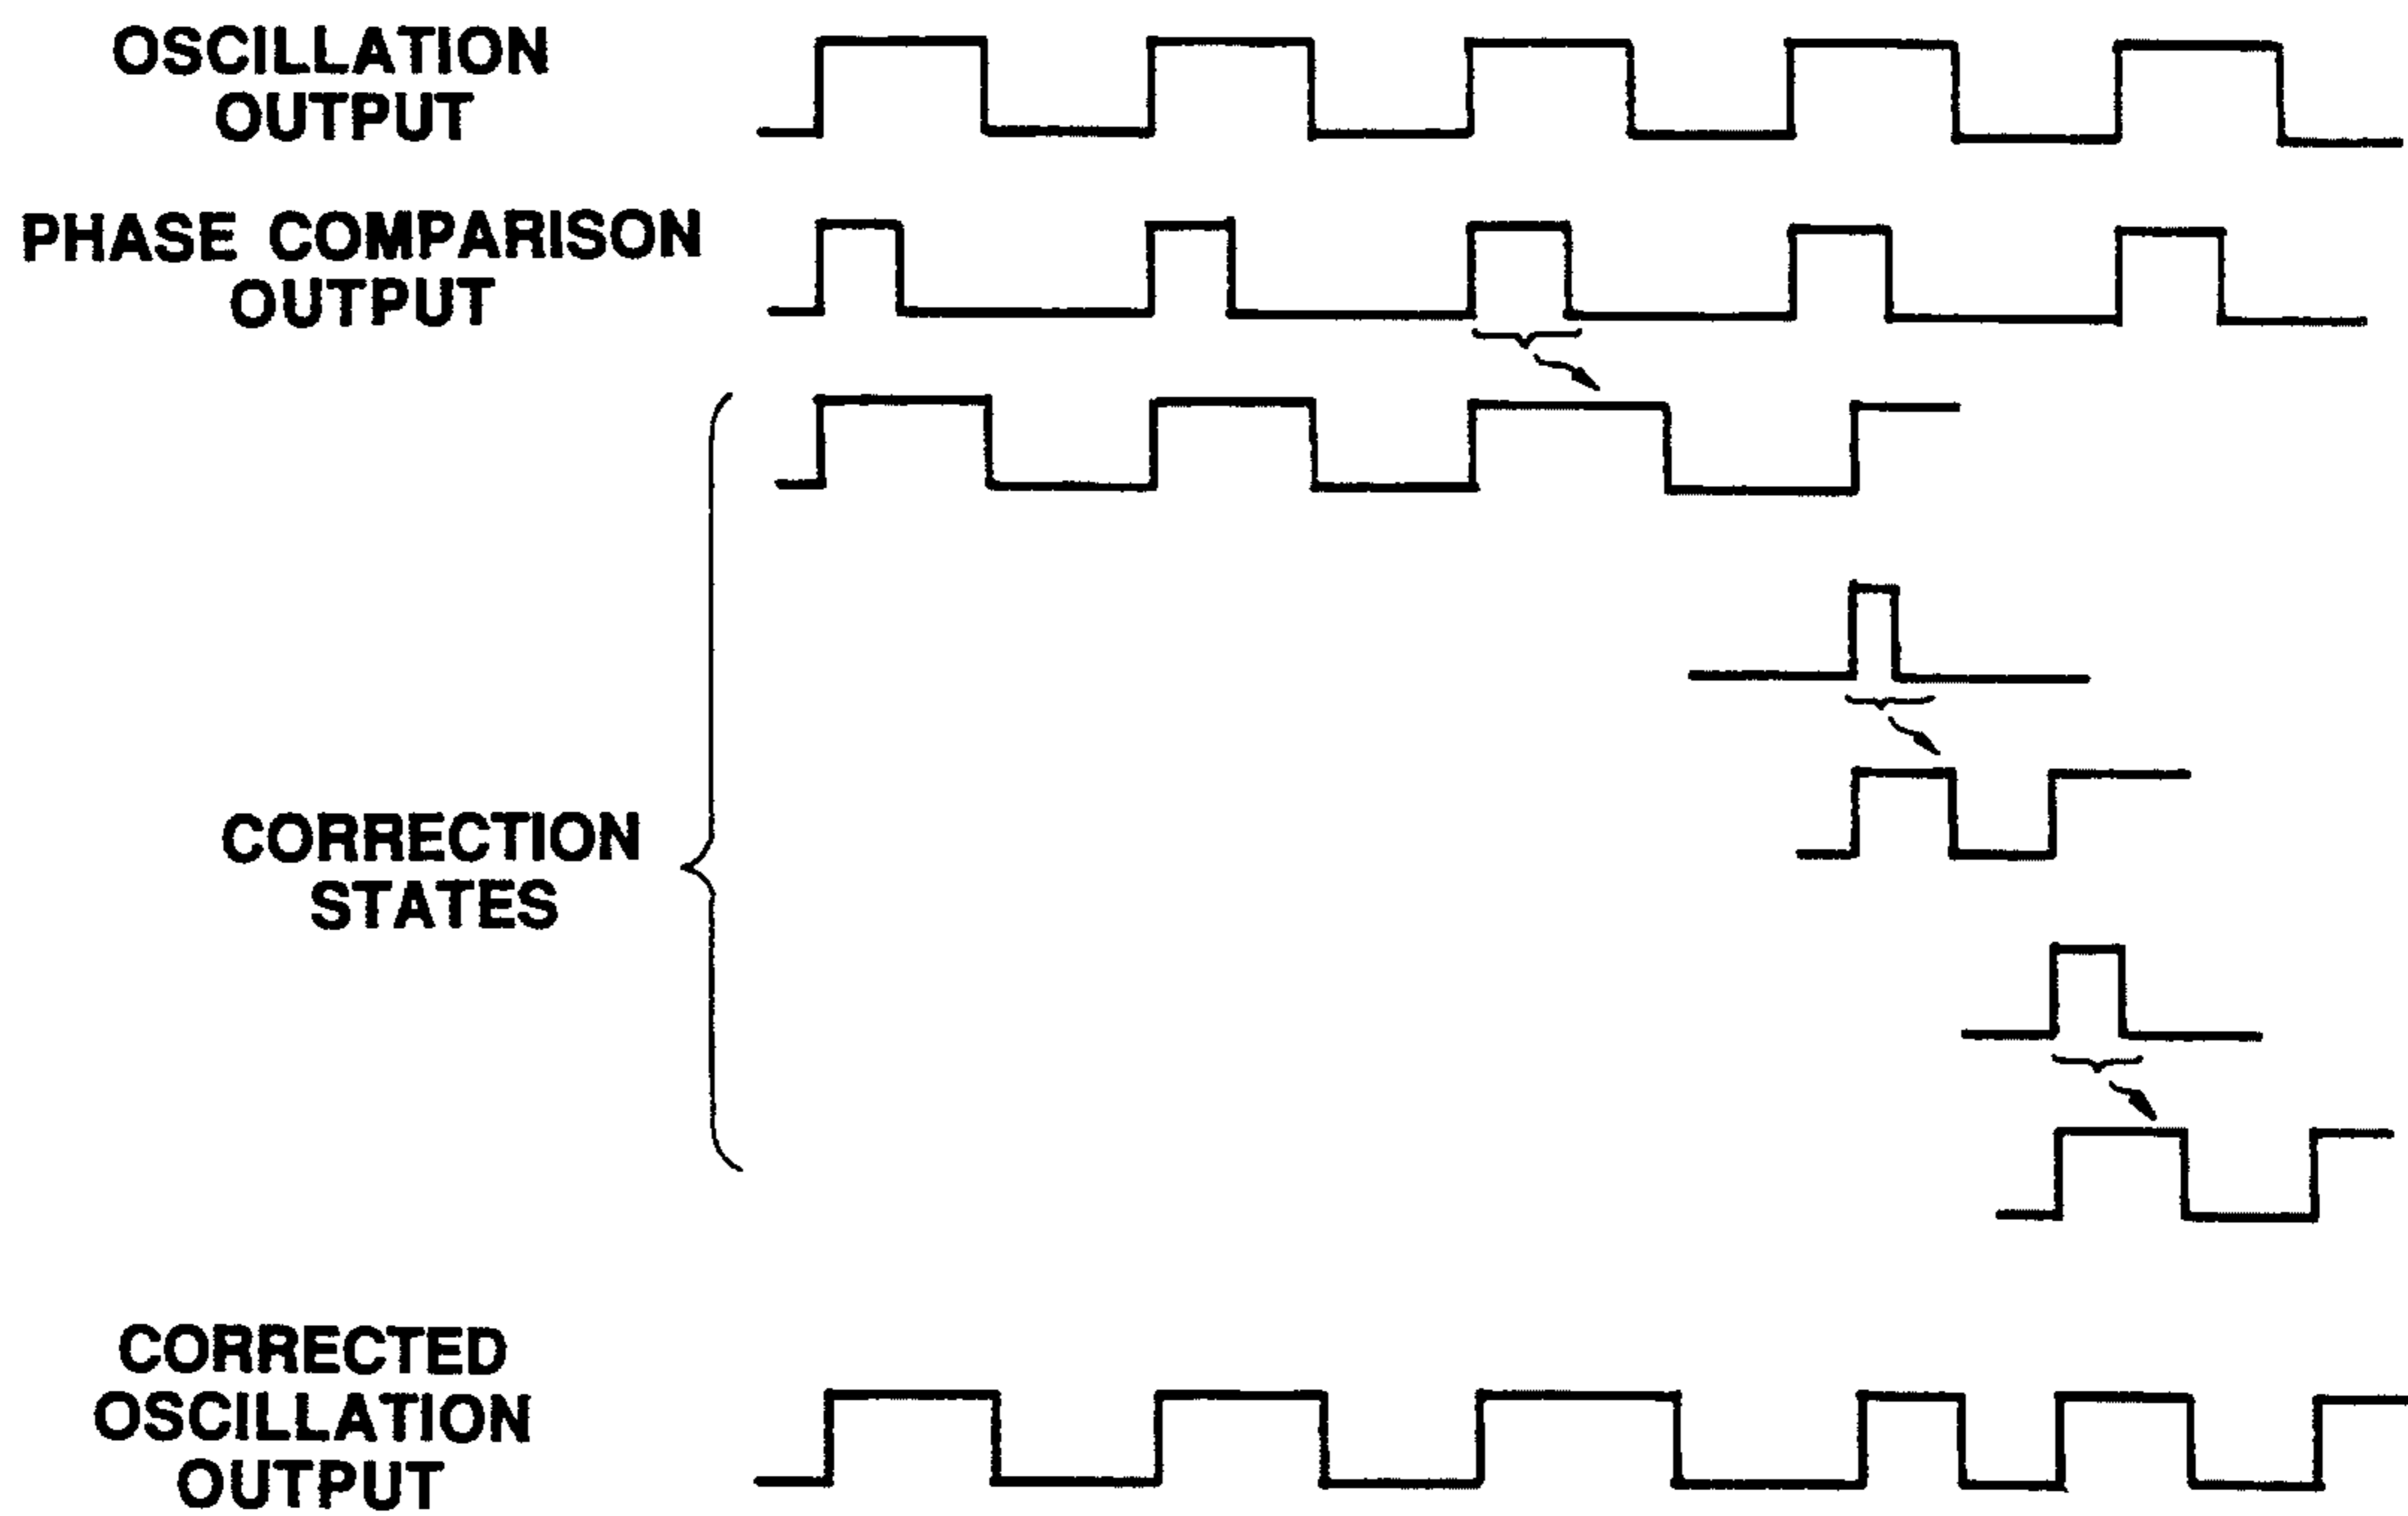 OSCILLATION
OUTPUT
PHASE COMPARISON
OUTPUT
CORRECTION
STATES
CORRECTED
OSCILLATION
OUTPUT